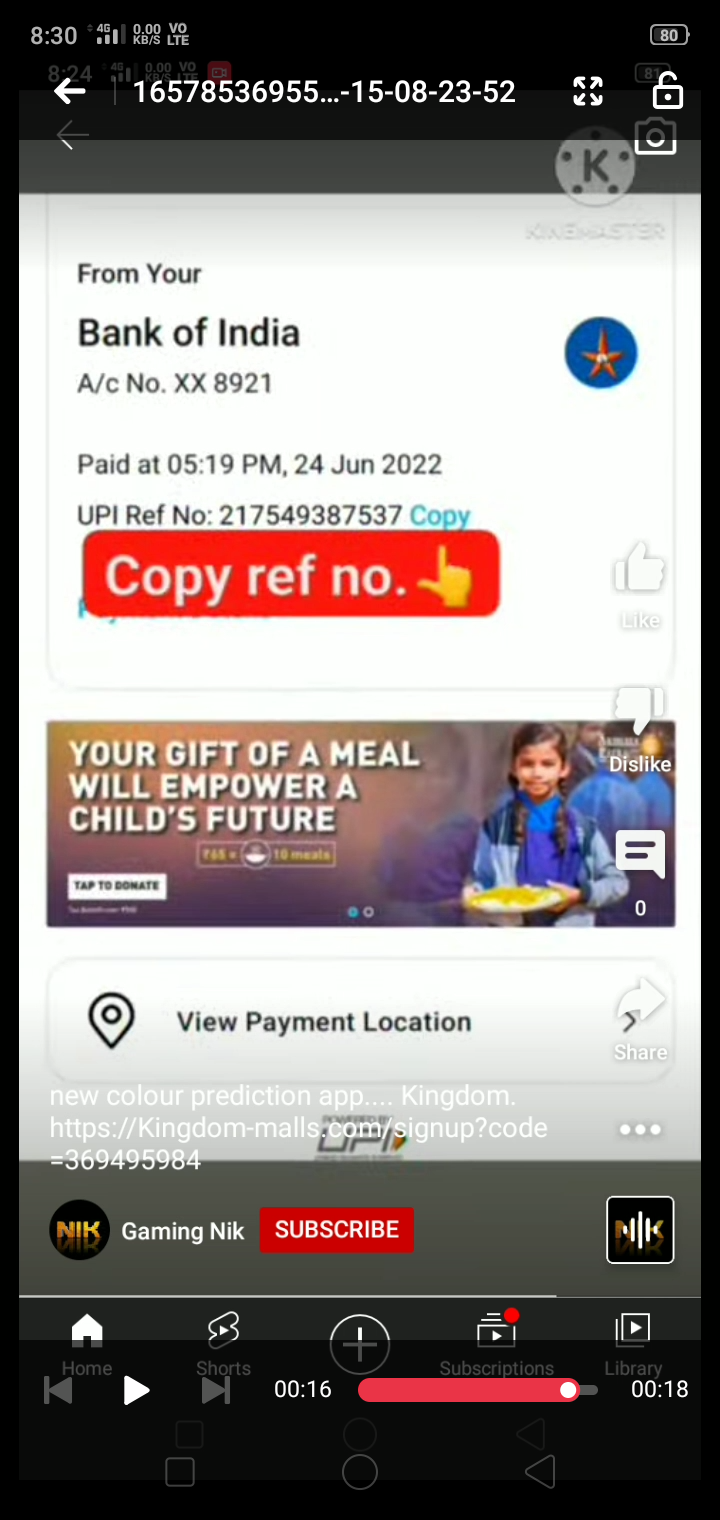 8:30 4G 0.00 KB/S VO LTE 80
8:24 4G 0.00 KB/S VO LTE 81
16578536955...-15-08-23-52
K
KINEMASTER
From Your
Bank of India
A/c No. XX 8921
Paid at 05:19 PM, 24 Jun 2022
UPI Ref No: 217549387537 Copy
Copy ref no.👆
Like
YOUR GIFT OF A MEAL
WILL EMPOWER A
CHILD'S FUTURE
₹65 = 10 meals
TAP TO DONATE
Dislike
0
View Payment Location
Share
new colour prediction app.... Kingdom.
POWERED BY
UPI
https://Kingdom-malls.com/signup?code
=369495984
NIK Gaming Nik SUBSCRIBE NIK
Home Shorts Subscriptions Library
00:16 00:18